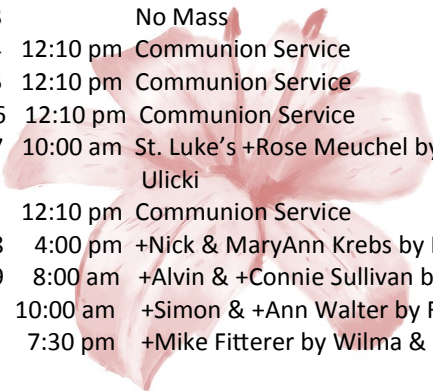 No Mass
12:10 pm Communion Service
12:10 pm Communion Service
6 12:10 pm Communion Service
7 10:00 am St. Luke’s +Rose Meuchel by
Ulicki
12:10 pm Communion Service
4:00 pm +Nick & MaryAnn Krebs by
9 8:00 am +Alvin & +Connie Sullivan b
10:00 am +Simon & +Ann Walter by
7:30 pm +Mike Fitterer by Wilma &